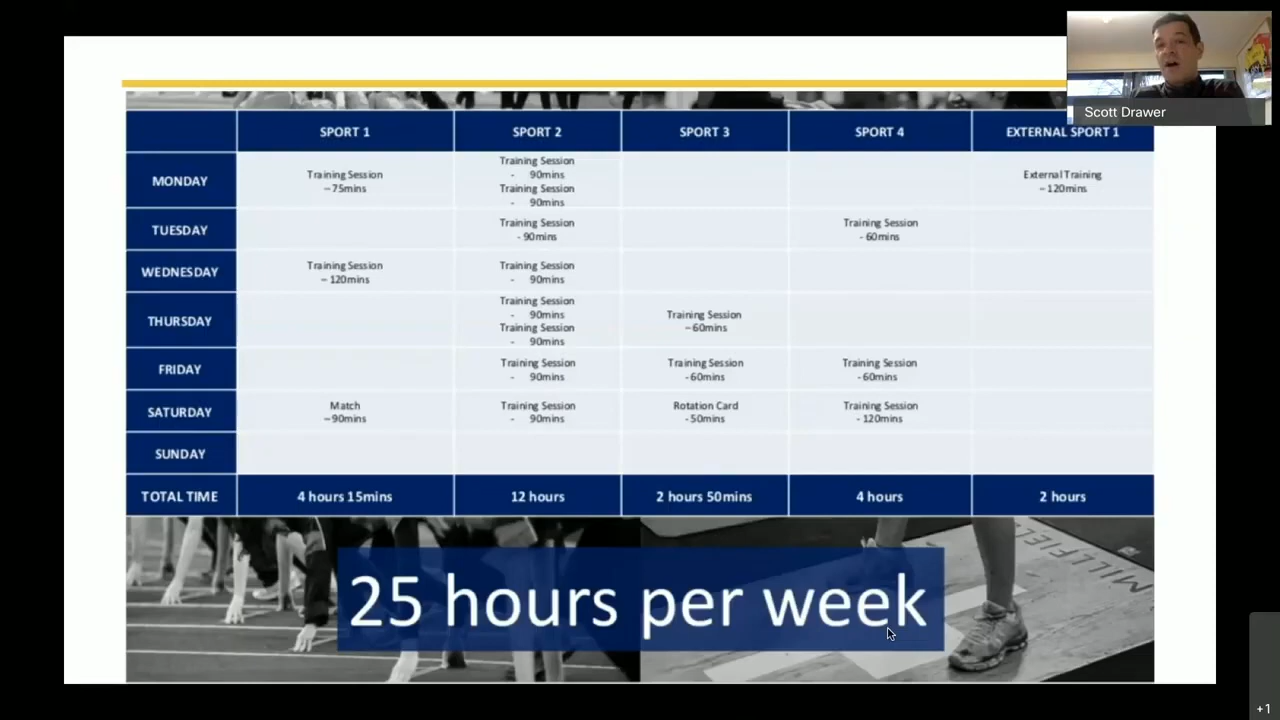 Scott Drawer
SPORT 1 SPORT 2 SPORT 3 SPORT 4 EXTERNAL SPORT 1
MONDAY
Training Session
– 75mins
Training Session
- 90mins
Training Session
- 90mins
External Training
– 120mins
TUESDAY
Training Session
- 90mins
Training Session
- 60mins
WEDNESDAY
Training Session
– 120mins
Training Session
- 90mins
THURSDAY
Training Session
- 90mins
Training Session
- 90mins
Training Session
– 60mins
FRIDAY
Training Session
- 90mins
Training Session
- 60mins
Training Session
- 60mins
SATURDAY
Match
– 90mins
Training Session
- 90mins
Rotation Card
- 50mins
Training Session
- 120mins
SUNDAY
TOTAL TIME 4 hours 15mins 12 hours 2 hours 50mins 4 hours 2 hours
25 hours per week
MILLFIEL
+1